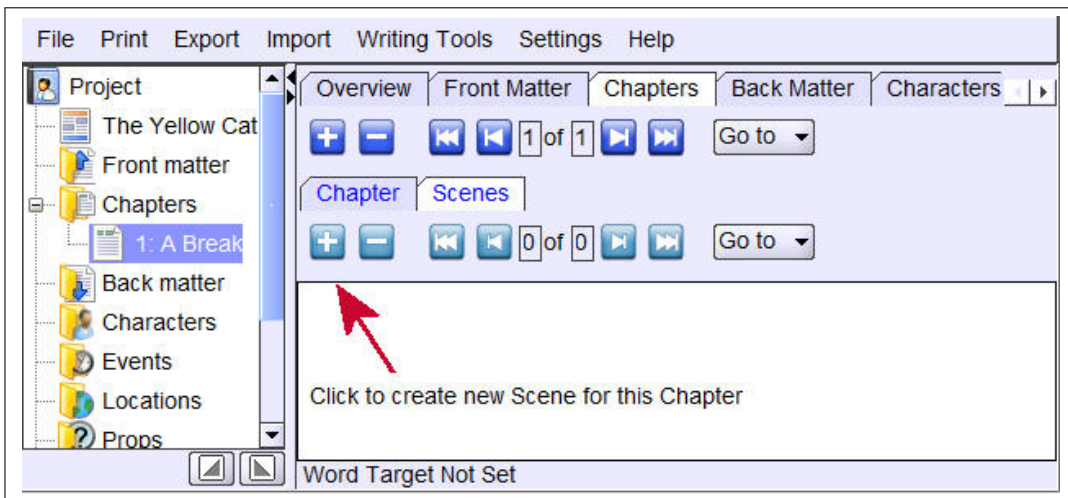 File Print Export Import Writing Tools Settings Help
Project
The Yellow Cat
Front matter
Chapters
1: A Break
Back matter
Characters
Events
Locations
Props
Overview Front Matter Chapters Back Matter Characters
1 of 1 Go to
Chapter Scenes
0 of 0 Go to
Click to create new Scene for this Chapter
Word Target Not Set